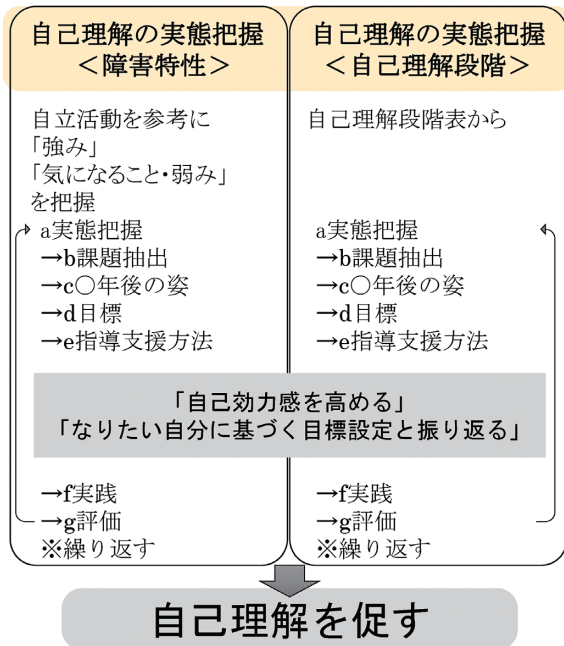 自己理解の実態把握
＜障害特性＞
自立活動を参考に
「強み」
「気になること・弱み」
を把握
a実態把握
→b課題抽出
→c○年後の姿
→d目標
→e指導支援方法
自己理解の実態把握
＜自己理解段階＞
自己理解段階表から
a実態把握
→b課題抽出
→c○年後の姿
→d目標
→e指導支援方法
「自己効力感を高める」
「なりたい自分に基づく目標設定と振り返る」
→f実践
→g評価
※繰り返す
→f実践
→g評価
※繰り返す
自己理解を促す